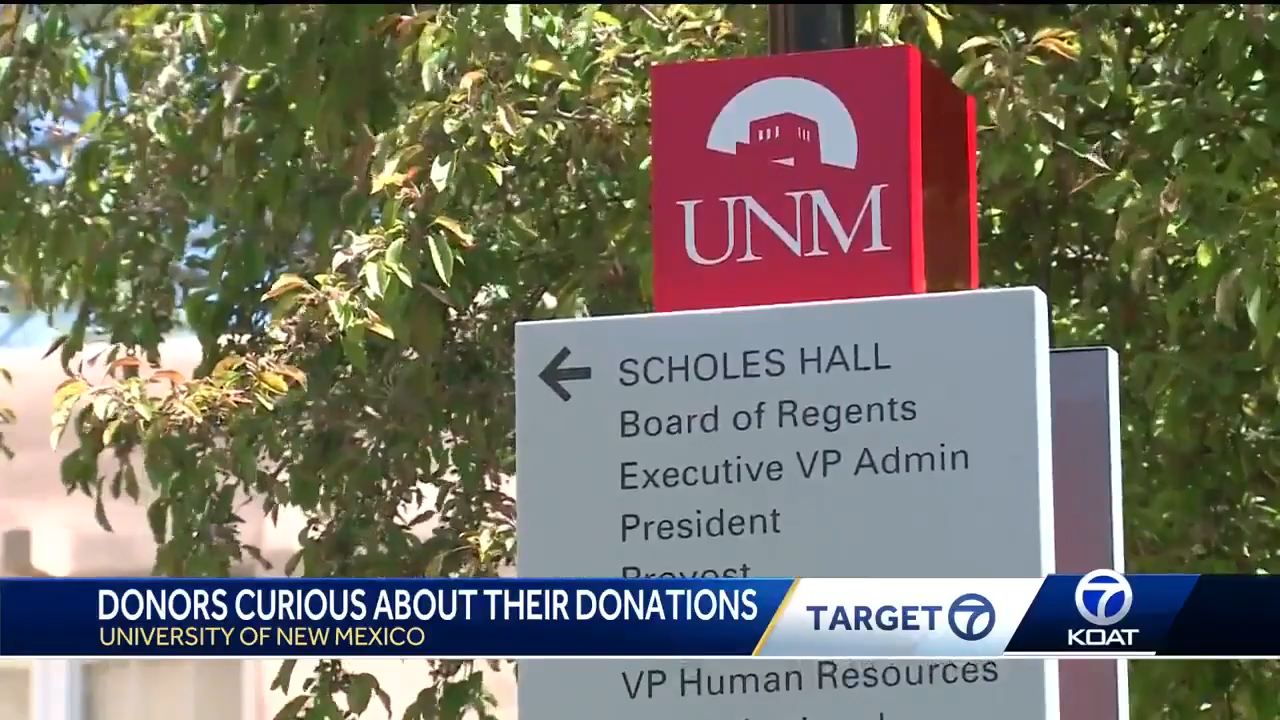 UNM
SCHOLES HALL
Board of Regents
Executive VP Admin
President
Provost
DONORS CURIOUS ABOUT THEIR DONATIONS
UNIVERSITY OF NEW MEXICO
TARGET 7
7
KOAT
VP Human Resources